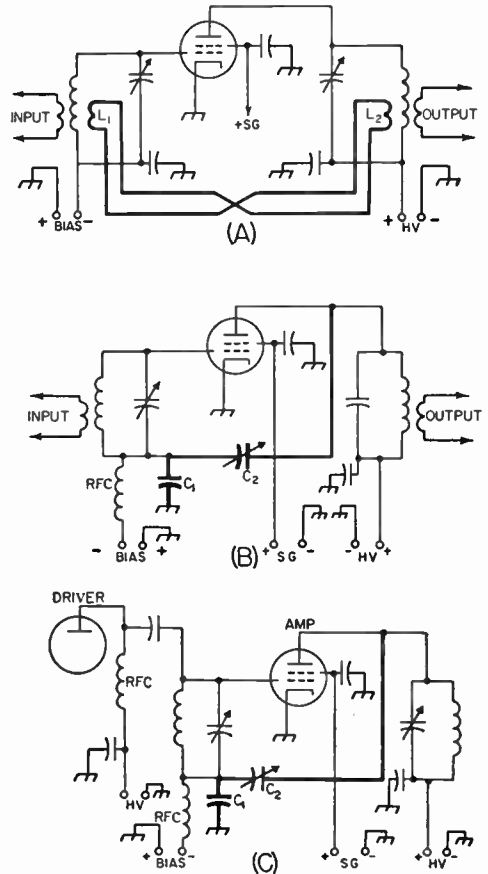 INPUT
L1
L2
OUTPUT
+SG
+ BIAS -
+ HV -
(A)
INPUT
OUTPUT
RFC
C1
C2
- BIAS +
+ SG -
- HV +
(B)
DRIVER
AMP
RFC
HV
C1
C2
RFC
+ BIAS -
+ SG -
+ HV -
(C)